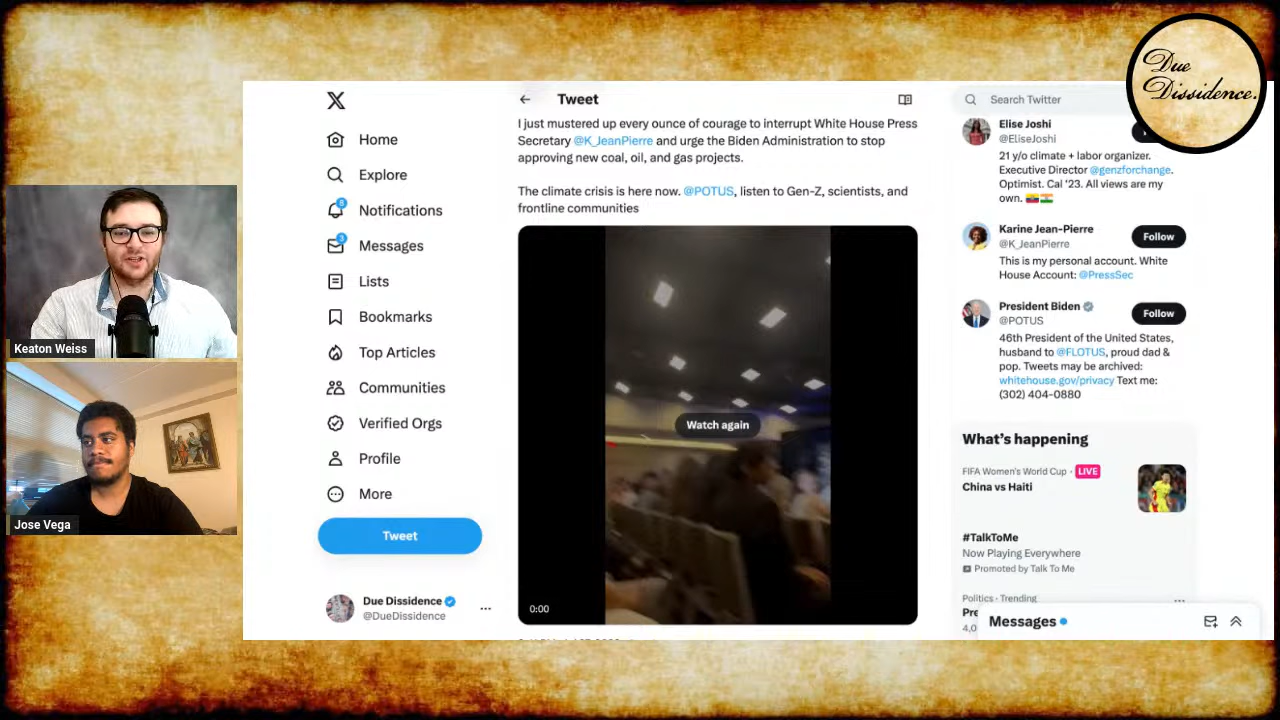 Due
Dissidence.
Keaton Weiss
Jose Vega
Home
Explore
8
Notifications
3
Messages
Lists
Bookmarks
Top Articles
Communities
Verified Orgs
Profile
More
Tweet
Due Dissidence
@DueDissidence
Tweet
I just mustered up every ounce of courage to interrupt White House Press
Secretary @K_JeanPierre and urge the Biden Administration to stop
approving new coal, oil, and gas projects.
The climate crisis is here now. @POTUS, listen to Gen-Z, scientists, and
frontline communities
Watch again
0:00
Search Twitter
Elise Joshi
@EliseJoshi
21 y/o climate + labor organizer.
Executive Director @genzforchange.
Optimist. Cal '23. All views are my
own.
Karine Jean-Pierre
@K_JeanPierre
Follow
This is my personal account. White
House Account: @PressSec
President Biden
@POTUS
Follow
46th President of the United States,
husband to @FLOTUS, proud dad &
pop. Tweets may be archived:
whitehouse.gov/privacy Text me:
(302) 404-0880
What's happening
FIFA Women's World Cup · LIVE
China vs Haiti
#TalkToMe
Now Playing Everywhere
Promoted by Talk To Me
Politics · Trending
Pre
4,0
Messages